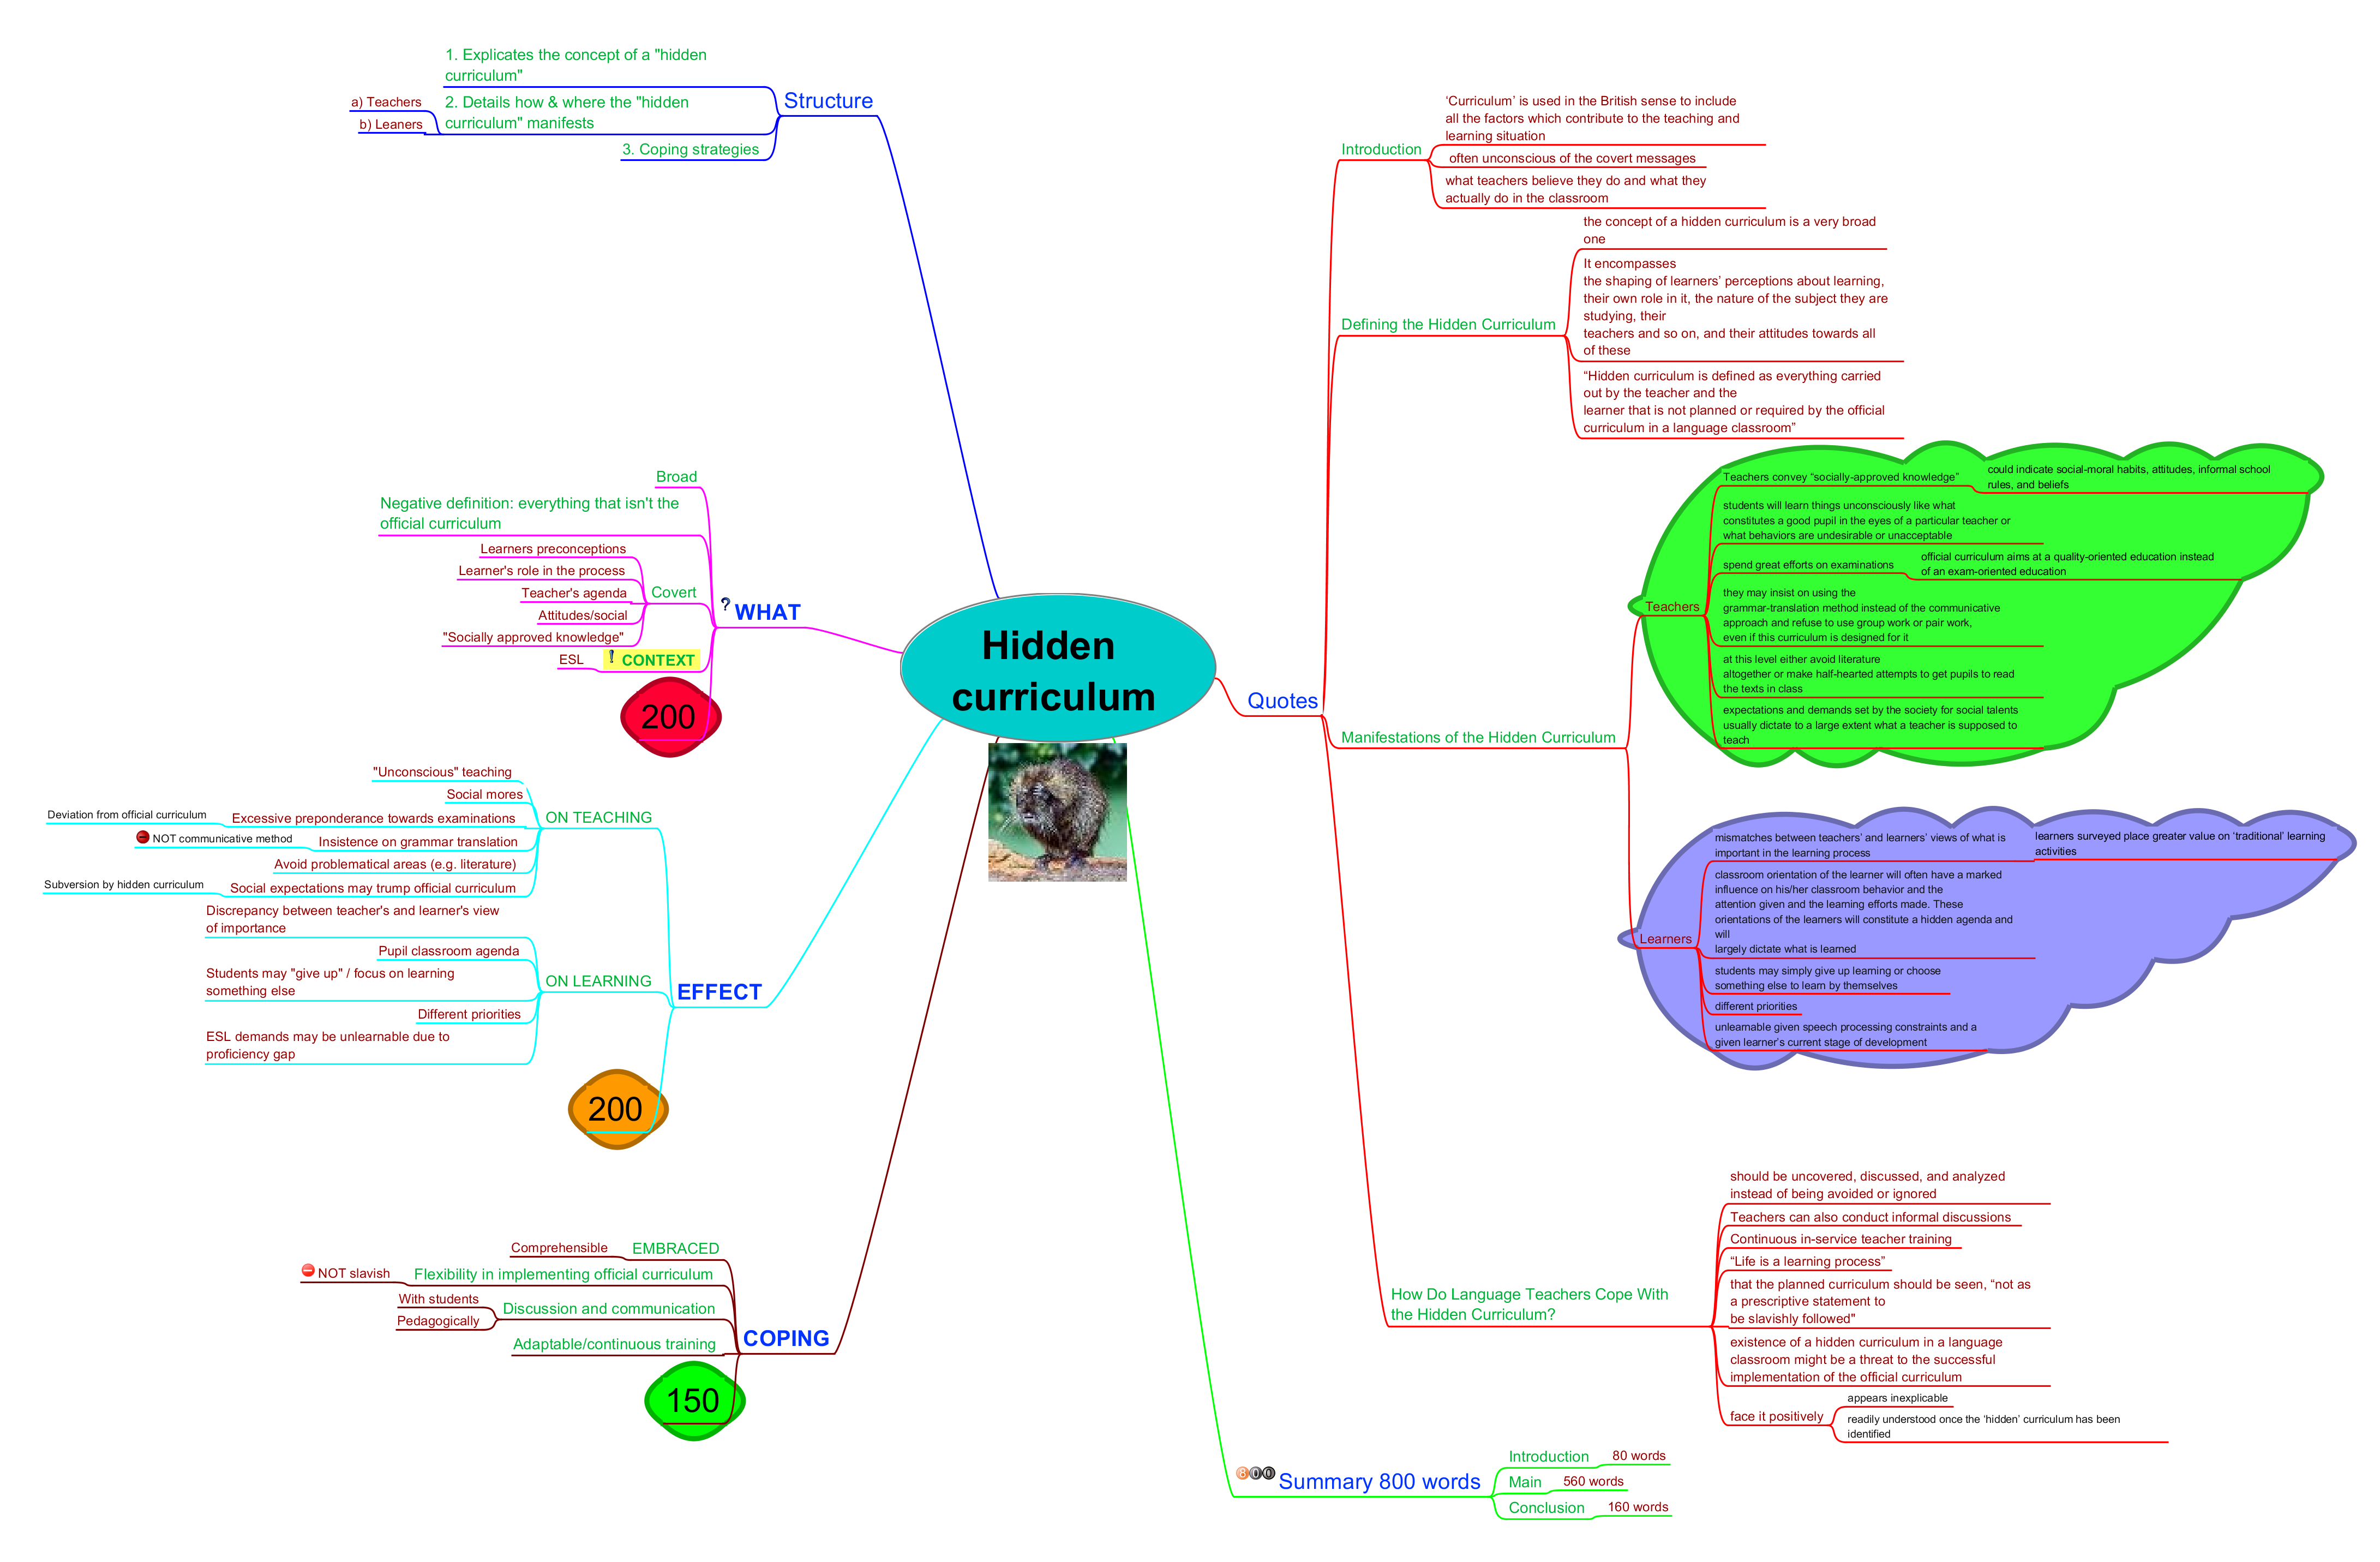 Hidden
curriculum
Structure
1. Explicates the concept of a "hidden
curriculum"
2. Details how & where the "hidden
curriculum" manifests
a) Teachers
b) Leaners
3. Coping strategies
WHAT
Broad
Negative definition: everything that isn't the
official curriculum
Covert
Learners preconceptions
Learner's role in the process
Teacher's agenda
Attitudes/social
"Socially approved knowledge"
CONTEXT
ESL
200
EFFECT
ON TEACHING
"Unconscious" teaching
Social mores
Excessive preponderance towards examinations
Deviation from official curriculum
Insistence on grammar translation
NOT communicative method
Avoid problematical areas (e.g. literature)
Social expectations may trump official curriculum
Subversion by hidden curriculum
ON LEARNING
Discrepancy between teacher's and learner's view
of importance
Pupil classroom agenda
Students may "give up" / focus on learning
something else
Different priorities
ESL demands may be unlearnable due to
proficiency gap
200
COPING
EMBRACED
Comprehensible
Flexibility in implementing official curriculum
NOT slavish
Discussion and communication
With students
Pedagogically
Adaptable/continuous training
150
Quotes
Introduction
‘Curriculum’ is used in the British sense to include
all the factors which contribute to the teaching and
learning situation
often unconscious of the covert messages
what teachers believe they do and what they
actually do in the classroom
Defining the Hidden Curriculum
the concept of a hidden curriculum is a very broad
one
It encompasses
the shaping of learners’ perceptions about learning,
their own role in it, the nature of the subject they are
studying, their
teachers and so on, and their attitudes towards all
of these
“Hidden curriculum is defined as everything carried
out by the teacher and the
learner that is not planned or required by the official
curriculum in a language classroom”
Manifestations of the Hidden Curriculum
Teachers
Teachers convey “socially-approved knowledge”
could indicate social-moral habits, attitudes, informal school
rules, and beliefs
students will learn things unconsciously like what
constitutes a good pupil in the eyes of a particular teacher or
what behaviors are undesirable or unacceptable
spend great efforts on examinations
official curriculum aims at a quality-oriented education instead
of an exam-oriented education
they may insist on using the
grammar-translation method instead of the communicative
approach and refuse to use group work or pair work,
even if this curriculum is designed for it
at this level either avoid literature
altogether or make half-hearted attempts to get pupils to read
the texts in class
expectations and demands set by the society for social talents
usually dictate to a large extent what a teacher is supposed to
teach
Learners
mismatches between teachers’ and learners’ views of what is
important in the learning process
learners surveyed place greater value on ‘traditional’ learning
activities
classroom orientation of the learner will often have a marked
influence on his/her classroom behavior and the
attention given and the learning efforts made. These
orientations of the learners will constitute a hidden agenda and
will
largely dictate what is learned
students may simply give up learning or choose
something else to learn by themselves
different priorities
unlearnable given speech processing constraints and a
given learner’s current stage of development
How Do Language Teachers Cope With
the Hidden Curriculum?
should be uncovered, discussed, and analyzed
instead of being avoided or ignored
Teachers can also conduct informal discussions
Continuous in-service teacher training
“Life is a learning process”
that the planned curriculum should be seen, “not as
a prescriptive statement to
be slavishly followed"
existence of a hidden curriculum in a language
classroom might be a threat to the successful
implementation of the official curriculum
face it positively
appears inexplicable
readily understood once the ‘hidden’ curriculum has been
identified
800 Summary 800 words
Introduction
80 words
Main
560 words
Conclusion
160 words